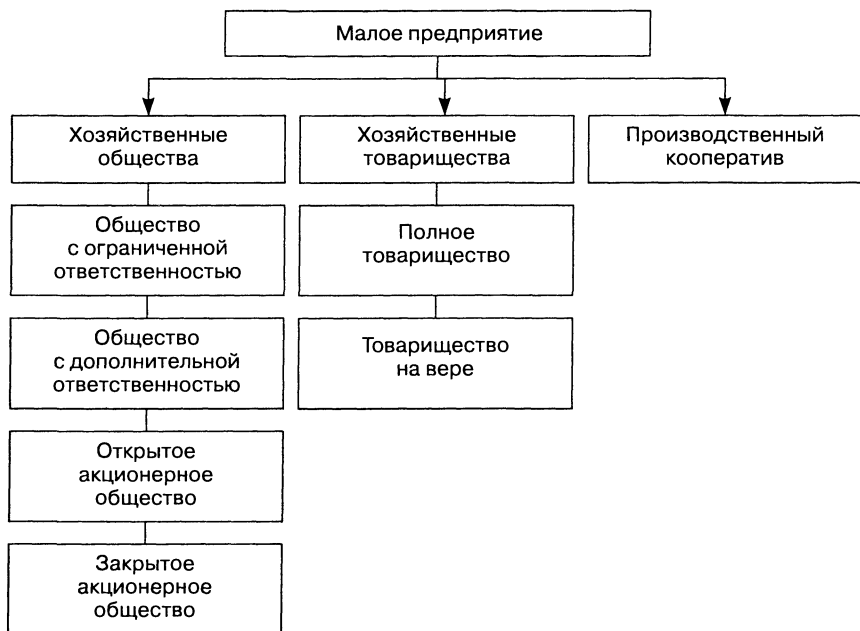 Малое предприятие
Хозяйственные
общества
Хозяйственные
товарищества
Производственный
кооператив
Общество
с ограниченной
ответственностью
Полное
товарищество
Общество
с дополнительной
ответственностью
Товарищество
на вере
Открытое
акционерное
общество
Закрытое
акционерное
общество